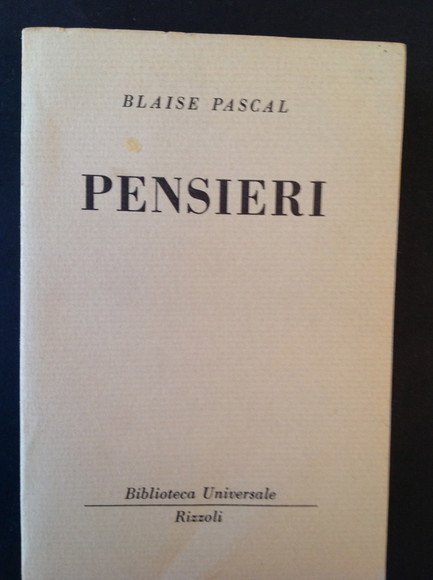 BLAISE PASCAL
PENSIERI
Biblioteca Universale
Rizzoli